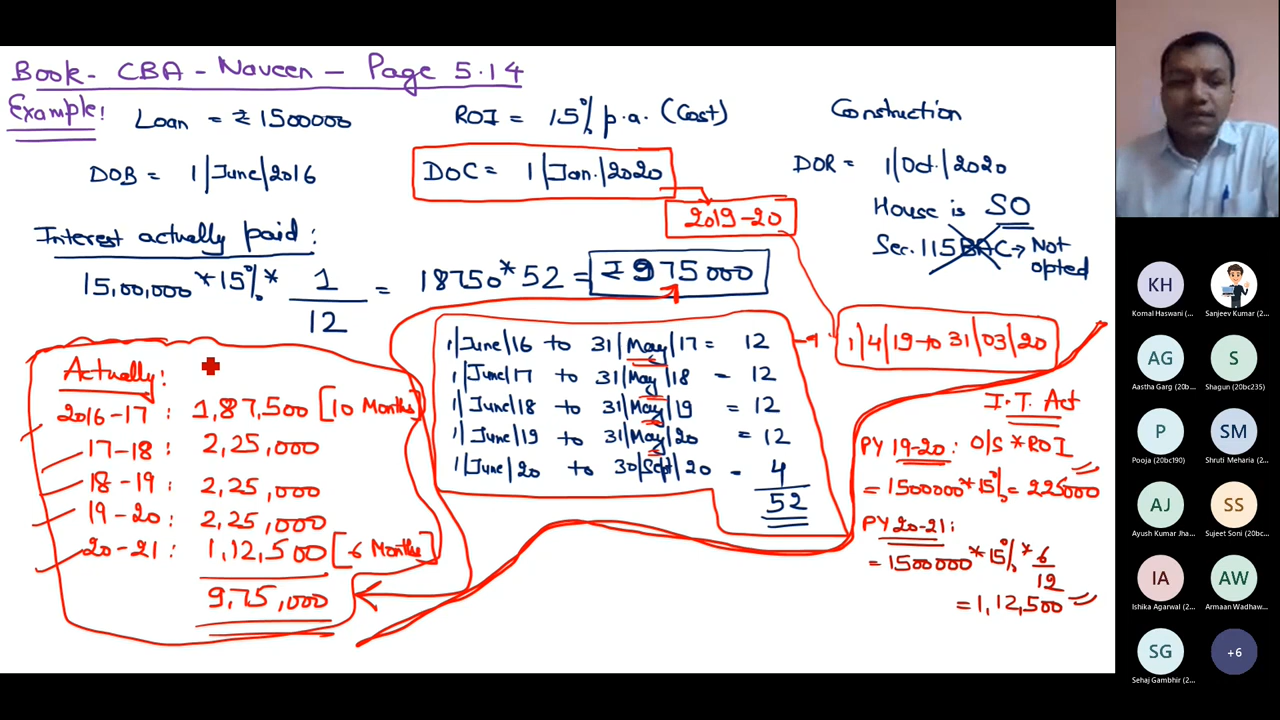 Book- CBA - Naveen - Page 5.14
Example: Loan = ₹1500000 ROI = 15% p.a. (Cost) Construction
DOB = 1|June|2016 DOC = 1|Jan.|2020 DOR = 1|Oct.|2020
2019-20
House is SO
Sec. 115BAC → Not opted
Interest actually paid:
15,00,000 * 15% * 1/12 = 18750 * 52 = ₹975000
1|June/16 to 31|May|17 = 12
1|June|17 to 31|May|18 = 12
1|June|18 to 31|May|19 = 12
1|June|19 to 31|May|20 = 12
1|June|20 to 30|Sept|20 - 4
52
1|4|19 to 31|03|20
Actually:
2016-17: 1,87,500 [10 Months]
17-18: 2,25,000
18-19: 2,25,000
19-20: 2,25,000
20-21: 1,12,500 [6 Months]
9,75,000
I.T. Act
PY 19-20: O/S * ROI
= 1500000 * 15% = 225000
PY 20-21:
= 1500000 * 15% * 6/12
= 1,12,500
KH
Komal Haswani (...
Sanjeev Kumar (2...
AG
Aastha Garg (20b...
S
Shagun (20bc235)
P
Pooja (20bc190)
SM
Shruti Meharia (2...
AJ
Ayush Kumar Jha...
SS
Sujeet Soni (20bc...
IA
Ishika Agarwal (2...
AW
Armaan Wadhaw...
SG
Sehaj Gambhir (2...
+6